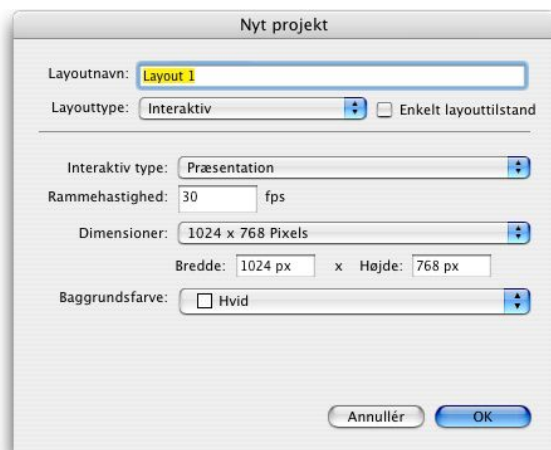 Nyt projekt
Layoutnavn: Layout 1
Layouttype: Interaktiv Enkelt layouttilstand
Interaktiv type: Præsentation
Rammehastighed: 30 fps
Dimensioner: 1024 x 768 Pixels
Bredde: 1024 px x Højde: 768 px
Baggrundsfarve: Hvid
Annullér OK